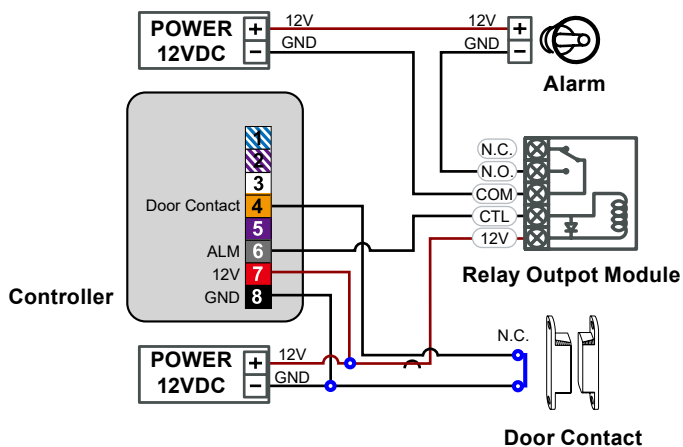 POWER
12VDC
+
−
12V
GND
12V
GND
+
−
Alarm
1
2
3
Door Contact 4
5
ALM 6
12V 7
GND 8
Controller
N.C.
N.O.
COM
CTL
12V
Relay Outpot Module
POWER
12VDC
+
−
12V
GND
N.C.
Door Contact